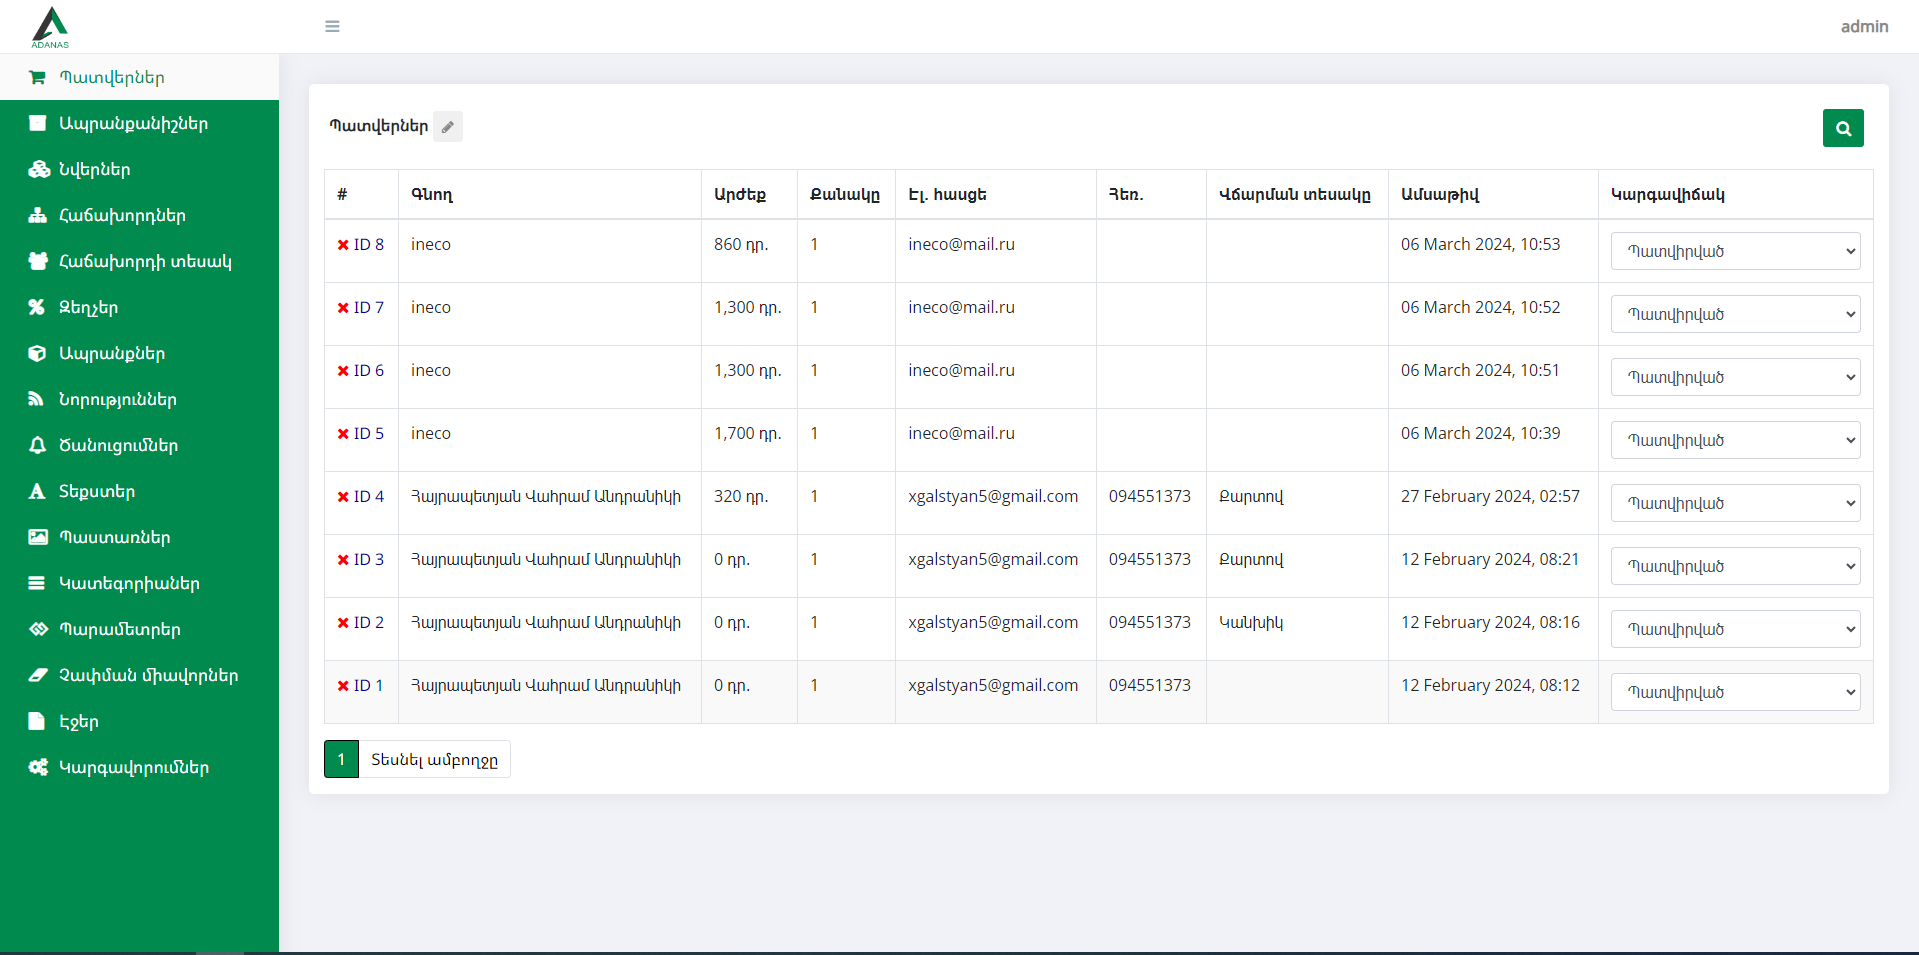 ADANAS
admin
Պատվերներ
Ապրանքանիշներ
Նվերներ
Հաճախորդներ
Հաճախորդի տեսակ
Զեղչեր
Ապրանքներ
Նորություններ
Ծանուցումներ
Տեքստեր
Պաստառներ
Կատեգորիաներ
Պարամետրեր
Չափման միավորներ
Էջեր
Կարգավորումներ
Պատվերներ
# Գնող Արժեք Քանակը Էլ. հասցե Հեռ. Վճարման տեսակը Ամսաթիվ Կարգավիճակ
ID 8 ineco 860 դր. 1 ineco@mail.ru 06 March 2024, 10:53 Պատվիրված
ID 7 ineco 1,300 դր. 1 ineco@mail.ru 06 March 2024, 10:52 Պատվիրված
ID 6 ineco 1,300 դր. 1 ineco@mail.ru 06 March 2024, 10:51 Պատվիրված
ID 5 ineco 1,700 դր. 1 ineco@mail.ru 06 March 2024, 10:39 Պատվիրված
ID 4 Հայրապետյան Վահրամ Անդրանիկի 320 դր. 1 xgalstyan5@gmail.com 094551373 Քարտով 27 February 2024, 02:57 Պատվիրված
ID 3 Հայրապետյան Վահրամ Անդրանիկի 0 դր. 1 xgalstyan5@gmail.com 094551373 Քարտով 12 February 2024, 08:21 Պատվիրված
ID 2 Հայրապետյան Վահրամ Անդրանիկի 0 դր. 1 xgalstyan5@gmail.com 094551373 Կանխիկ 12 February 2024, 08:16 Պատվիրված
ID 1 Հայրապետյան Վահրամ Անդրանիկի 0 դր. 1 xgalstyan5@gmail.com 094551373 12 February 2024, 08:12 Պատվիրված
1 Տեսնել ամբողջը